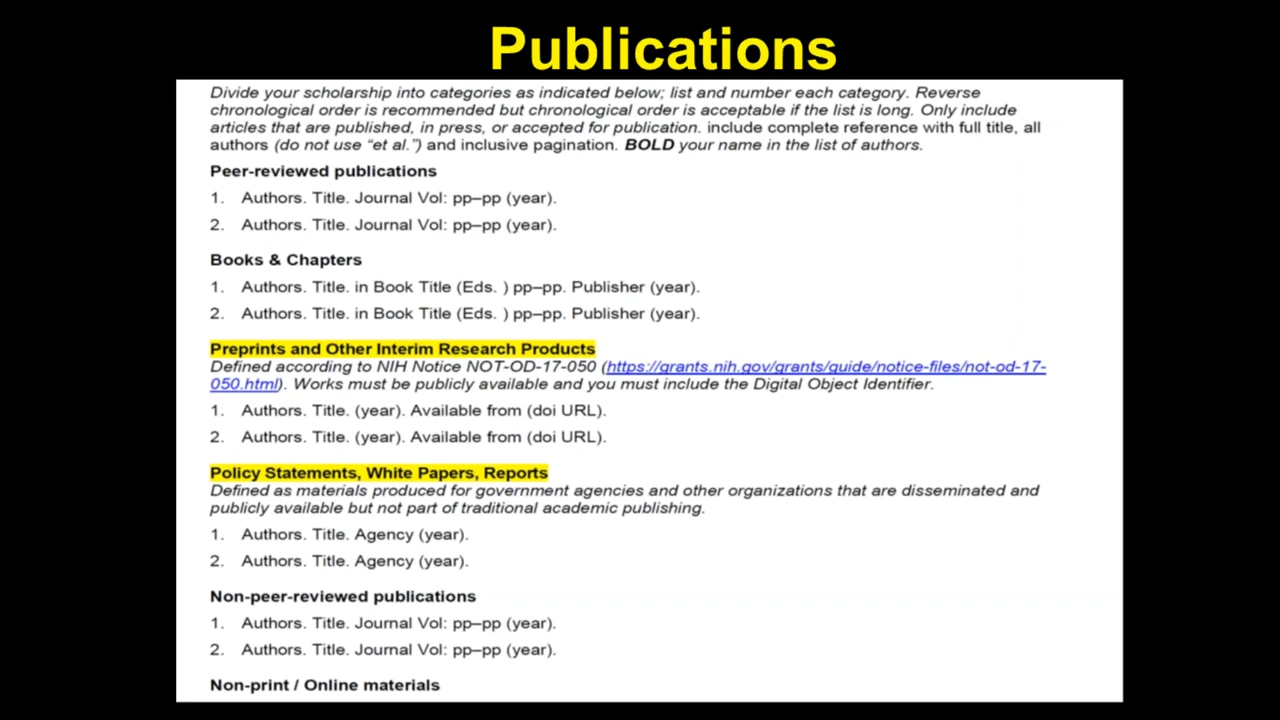 Publications
Divide your scholarship into categories as indicated below; list and number each category. Reverse
chronological order is recommended but chronological order is acceptable if the list is long. Only include
articles that are published, in press, or accepted for publication. include complete reference with full title, all
authors (do not use “et al.”) and inclusive pagination. BOLD your name in the list of authors.
Peer-reviewed publications
1. Authors. Title. Journal Vol: pp–pp (year).
2. Authors. Title. Journal Vol: pp–pp (year).
Books & Chapters
1. Authors. Title. in Book Title (Eds. ) pp–pp. Publisher (year).
2. Authors. Title. in Book Title (Eds. ) pp–pp. Publisher (year).
Preprints and Other Interim Research Products
Defined according to NIH Notice NOT-OD-17-050 (https://grants.nih.gov/grants/guide/notice-files/not-od-17-
050.html). Works must be publicly available and you must include the Digital Object Identifier.
1. Authors. Title. (year). Available from (doi URL).
2. Authors. Title. (year). Available from (doi URL).
Policy Statements, White Papers, Reports
Defined as materials produced for government agencies and other organizations that are disseminated and
publicly available but not part of traditional academic publishing.
1. Authors. Title. Agency (year).
2. Authors. Title. Agency (year).
Non-peer-reviewed publications
1. Authors. Title. Journal Vol: pp–pp (year).
2. Authors. Title. Journal Vol: pp–pp (year).
Non-print / Online materials